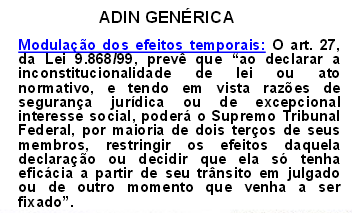 ADIN GENÉRICA
Modulação dos efeitos temporais: O art. 27,
da Lei 9.868/99, prevê que “ao declarar a
inconstitucionalidade de lei ou ato
normativo, e tendo em vista razões de
segurança jurídica ou de excepcional
interesse social, poderá o Supremo Tribunal
Federal, por maioria de dois terços de seus
membros, restringir os efeitos daquela
declaração ou decidir que ela só tenha
eficácia a partir de seu trânsito em julgado
ou de outro momento que venha a ser
fixado”.